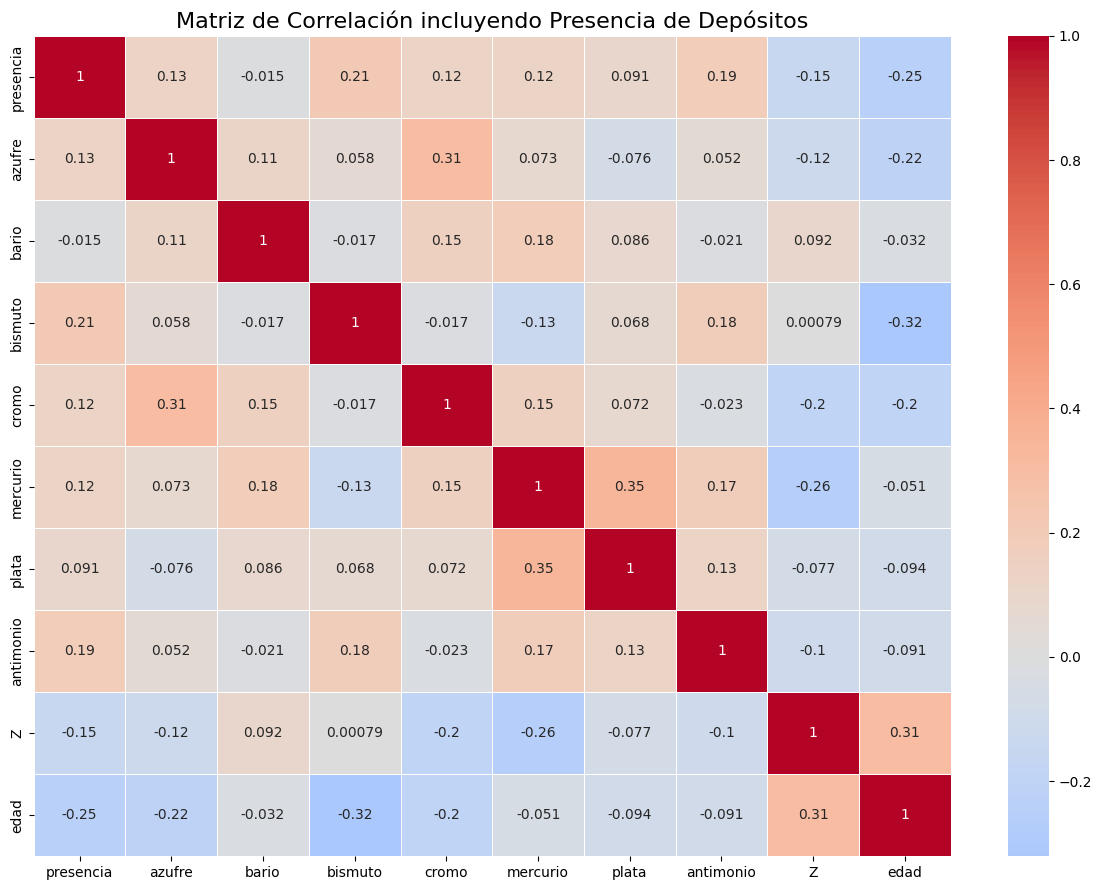 Matriz de Correlación incluyendo Presencia de Depósitos
presencia 1 0.13 -0.015 0.21 0.12 0.12 0.091 0.19 -0.15 -0.25
azufre 0.13 1 0.11 0.058 0.31 0.073 -0.076 0.052 -0.12 -0.22
bario -0.015 0.11 1 -0.017 0.15 0.18 0.086 -0.021 0.092 -0.032
bismuto 0.21 0.058 -0.017 1 -0.017 -0.13 0.068 0.18 0.00079 -0.32
cromo 0.12 0.31 0.15 -0.017 1 0.15 0.072 -0.023 -0.2 -0.2
mercurio 0.12 0.073 0.18 -0.13 0.15 1 0.35 0.17 -0.26 -0.051
plata 0.091 -0.076 0.086 0.068 0.072 0.35 1 0.13 -0.077 -0.094
antimonio 0.19 0.052 -0.021 0.18 -0.023 0.17 0.13 1 -0.1 -0.091
Z -0.15 -0.12 0.092 0.00079 -0.2 -0.26 -0.077 -0.1 1 0.31
edad -0.25 -0.22 -0.032 -0.32 -0.2 -0.051 -0.094 -0.091 0.31 1
presencia azufre bario bismuto cromo mercurio plata antimonio Z edad
1.0
0.8
0.6
0.4
0.2
0.0
−0.2